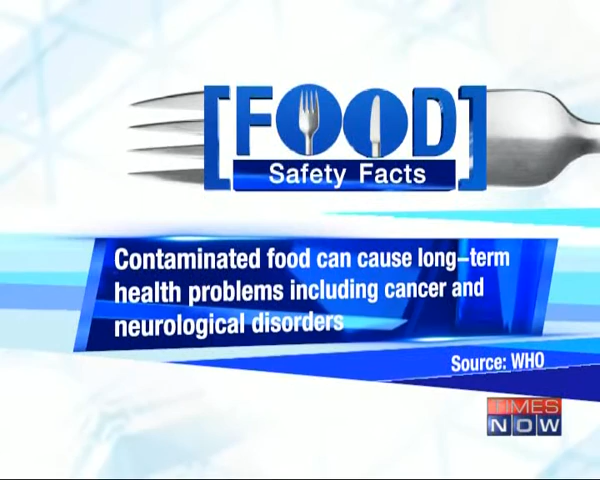 [FOOD]
Safety Facts
Contaminated food can cause long-term
health problems including cancer and
neurological disorders
Source: WHO
TIMES
NOW